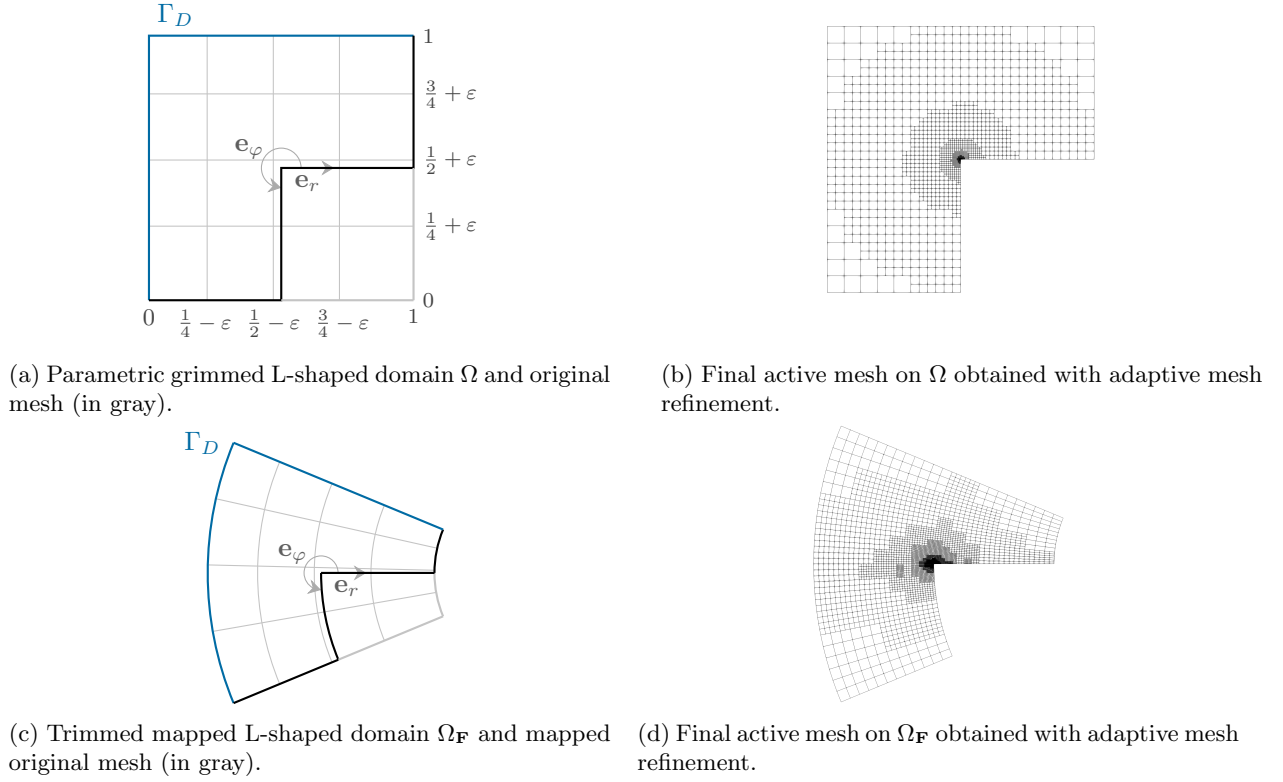 Γ_D
1
3/4 + ε
e_φ
1/2 + ε
e_r
1/4 + ε
0
0 1/4 − ε 1/2 − ε 3/4 − ε 1
(a) Parametric grimmed L-shaped domain Ω and original
mesh (in gray).
(b) Final active mesh on Ω obtained with adaptive mesh
refinement.
Γ_D
e_φ
e_r
(c) Trimmed mapped L-shaped domain Ω_F and mapped
original mesh (in gray).
(d) Final active mesh on Ω_F obtained with adaptive mesh
refinement.